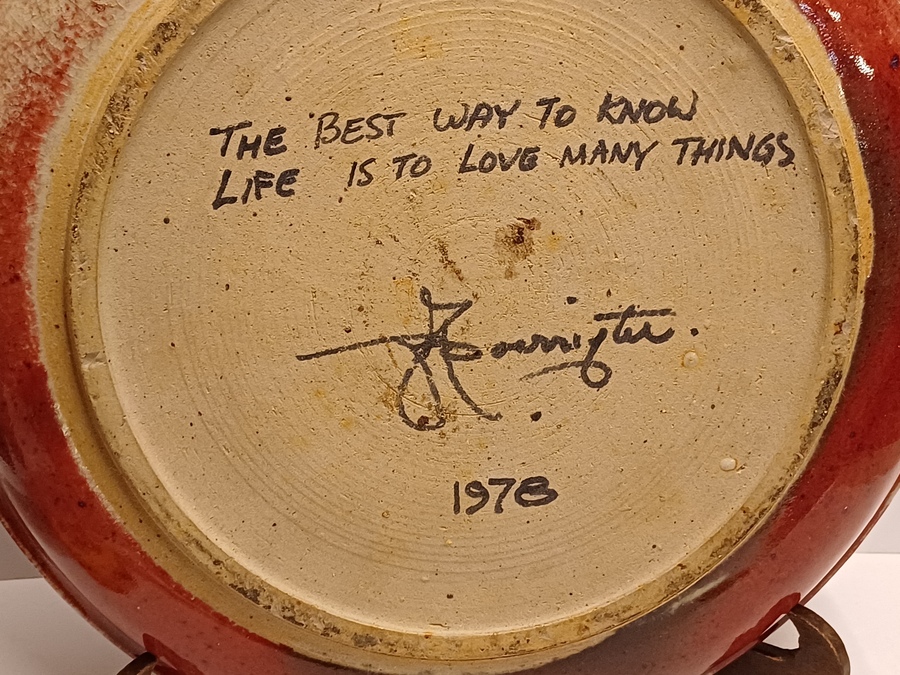 THE BEST WAY TO KNOW
LIFE IS TO LOVE MANY THINGS
1978